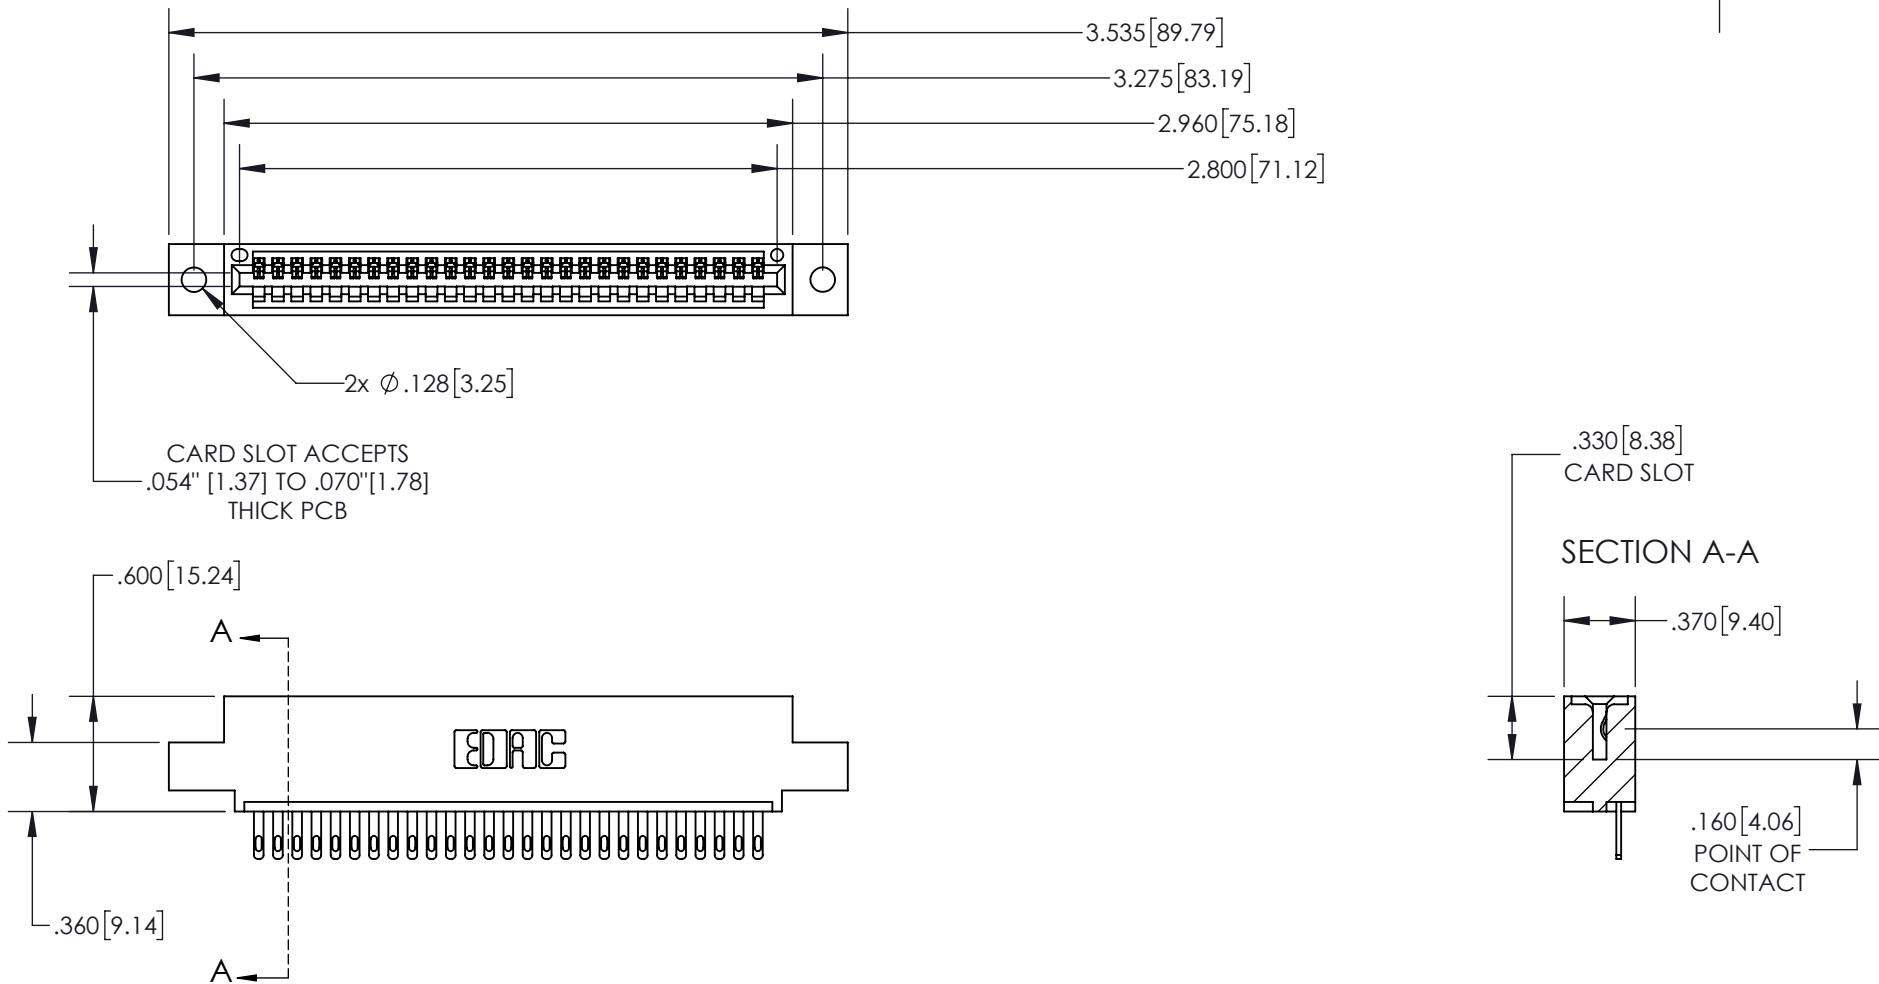 3.535[89.79]
3.275[83.19]
2.960[75.18]
2.800[71.12]
2x ∅.128[3.25]
CARD SLOT ACCEPTS
.054" [1.37] TO .070"[1.78]
THICK PCB
.330[8.38]
CARD SLOT
SECTION A-A
.600[15.24]
A
.370[9.40]
EDAC
.160[4.06]
POINT OF
CONTACT
.360[9.14]
A